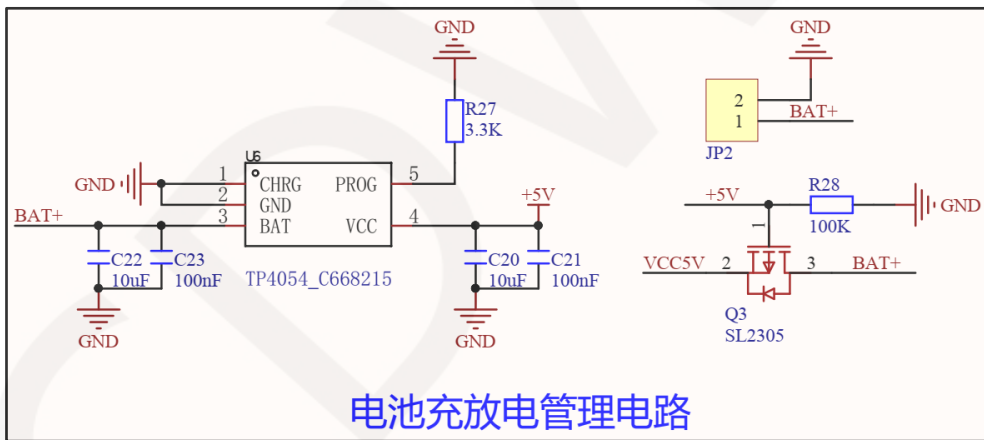 GND
R27
3.3K
U6
GND
1
CHRG
PROG
5
2
GND
BAT+
3
BAT
VCC
4
+5V
C22
10uF
C23
100nF
TP4054_C668215
C20
10uF
C21
100nF
GND
GND
GND
2
1
BAT+
JP2
+5V
R28
100K
GND
1
VCC5V
2
3
BAT+
Q3
SL2305
电池充放电管理电路